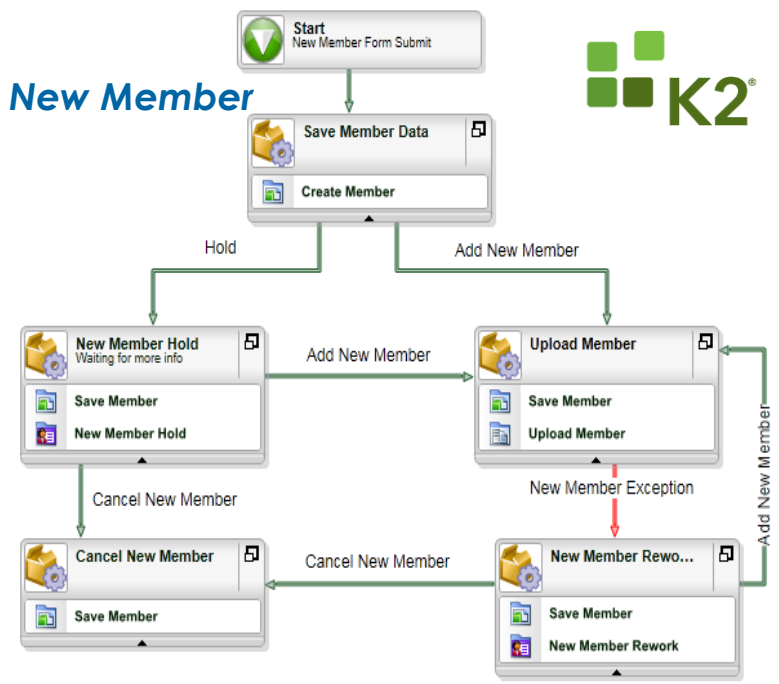 Start
New Member Form Submit
New Member
K2®
Save Member Data
Create Member
Hold
Add New Member
New Member Hold
Waiting for more info
Save Member
New Member Hold
Add New Member
Upload Member
Save Member
Upload Member
Add New Member
Cancel New Member
New Member Exception
Cancel New Member
Save Member
Cancel New Member
New Member Rewo...
Save Member
New Member Rework